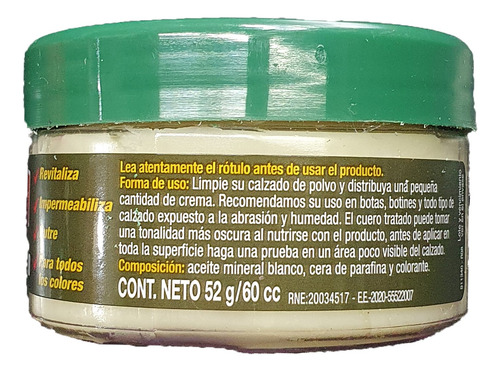 Revitaliza
Impermeabiliza
Para todos
los colores
Lea atentamente el rótulo antes de usar el producto.
Forma de uso: Limpie su calzado de polvo y distribuya una pequeña
cantidad de crema. Recomendamos su uso en botas, botines y todo tipo de
calzado expuesto a la abrasión y humedad. El cuero tratado puede tomar
una tonalidad más oscura al nutrirse con el producto, antes de aplicar en
toda la superficie haga una prueba en un área poco visible del calzado.
Composición: aceite mineral blanco, cera de parafina y colorante.
CONT. NETO 52 g/60 cc
RNE:20034517 - EE-2020-55522007